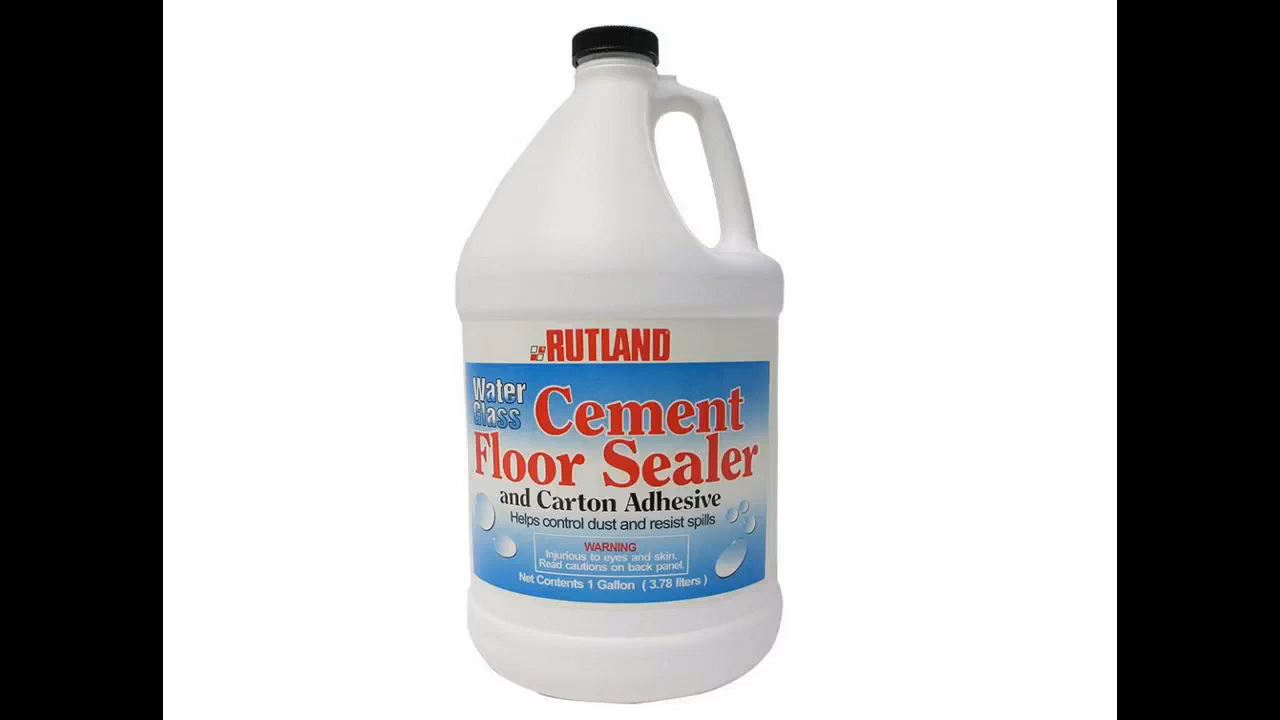 RUTLAND
Water
Glass
Cement
Floor Sealer
and Carton Adhesive
Helps control dust and resist spills
WARNING
Injurious to eyes and skin.
Read cautions on back panel.
Net Contents 1 Gallon ( 3.78 liters )